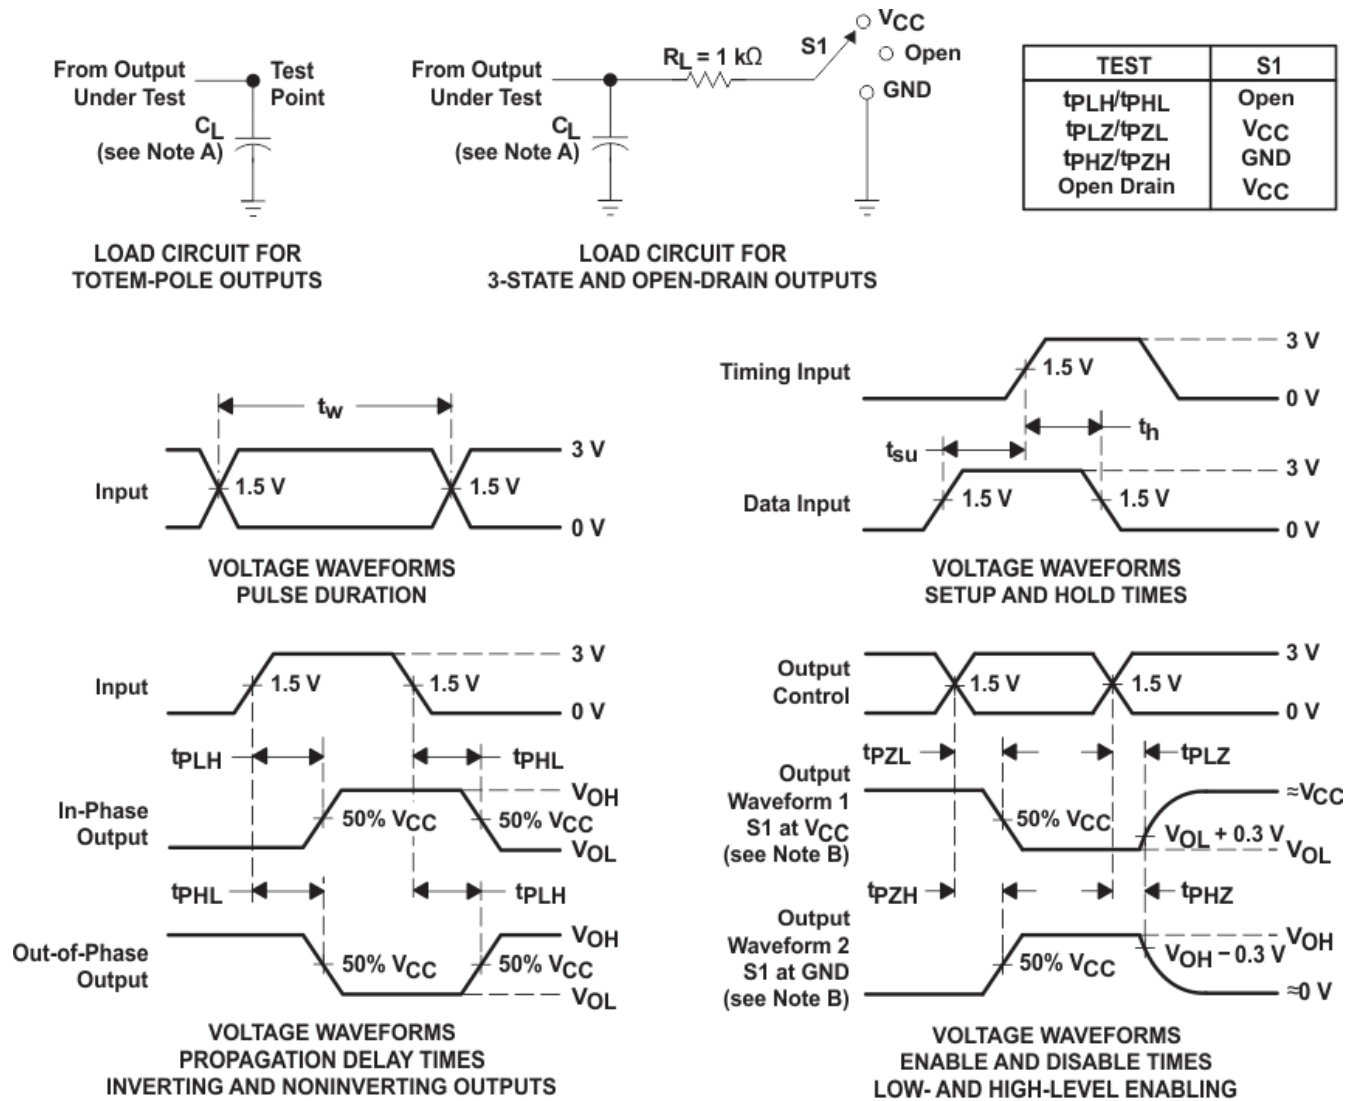 From Output
Under Test
Test
Point
CL
(see Note A)
LOAD CIRCUIT FOR
TOTEM-POLE OUTPUTS
From Output
Under Test
CL
(see Note A)
RL = 1 kΩ
S1
VCC
Open
GND
LOAD CIRCUIT FOR
3-STATE AND OPEN-DRAIN OUTPUTS
TEST S1
tPLH/tPHL Open
tPLZ/tPZL VCC
tPHZ/tPZH GND
Open Drain VCC
tw
Input
1.5 V
1.5 V
3 V
0 V
VOLTAGE WAVEFORMS
PULSE DURATION
Timing Input
1.5 V
3 V
0 V
th
tsu
Data Input
1.5 V
1.5 V
3 V
0 V
VOLTAGE WAVEFORMS
SETUP AND HOLD TIMES
Input
1.5 V
1.5 V
3 V
0 V
tPLH
tPHL
In-Phase
Output
50% VCC
50% VCC
VOH
VOL
tPHL
tPLH
Out-of-Phase
Output
50% VCC
50% VCC
VOH
VOL
VOLTAGE WAVEFORMS
PROPAGATION DELAY TIMES
INVERTING AND NONINVERTING OUTPUTS
Output
Control
1.5 V
1.5 V
3 V
0 V
tPZL
tPLZ
Output
Waveform 1
S1 at VCC
(see Note B)
50% VCC
VOL + 0.3 V
≈VCC
VOL
tPZH
tPHZ
Output
Waveform 2
S1 at GND
(see Note B)
50% VCC
VOH − 0.3 V
VOH
≈0 V
VOLTAGE WAVEFORMS
ENABLE AND DISABLE TIMES
LOW- AND HIGH-LEVEL ENABLING